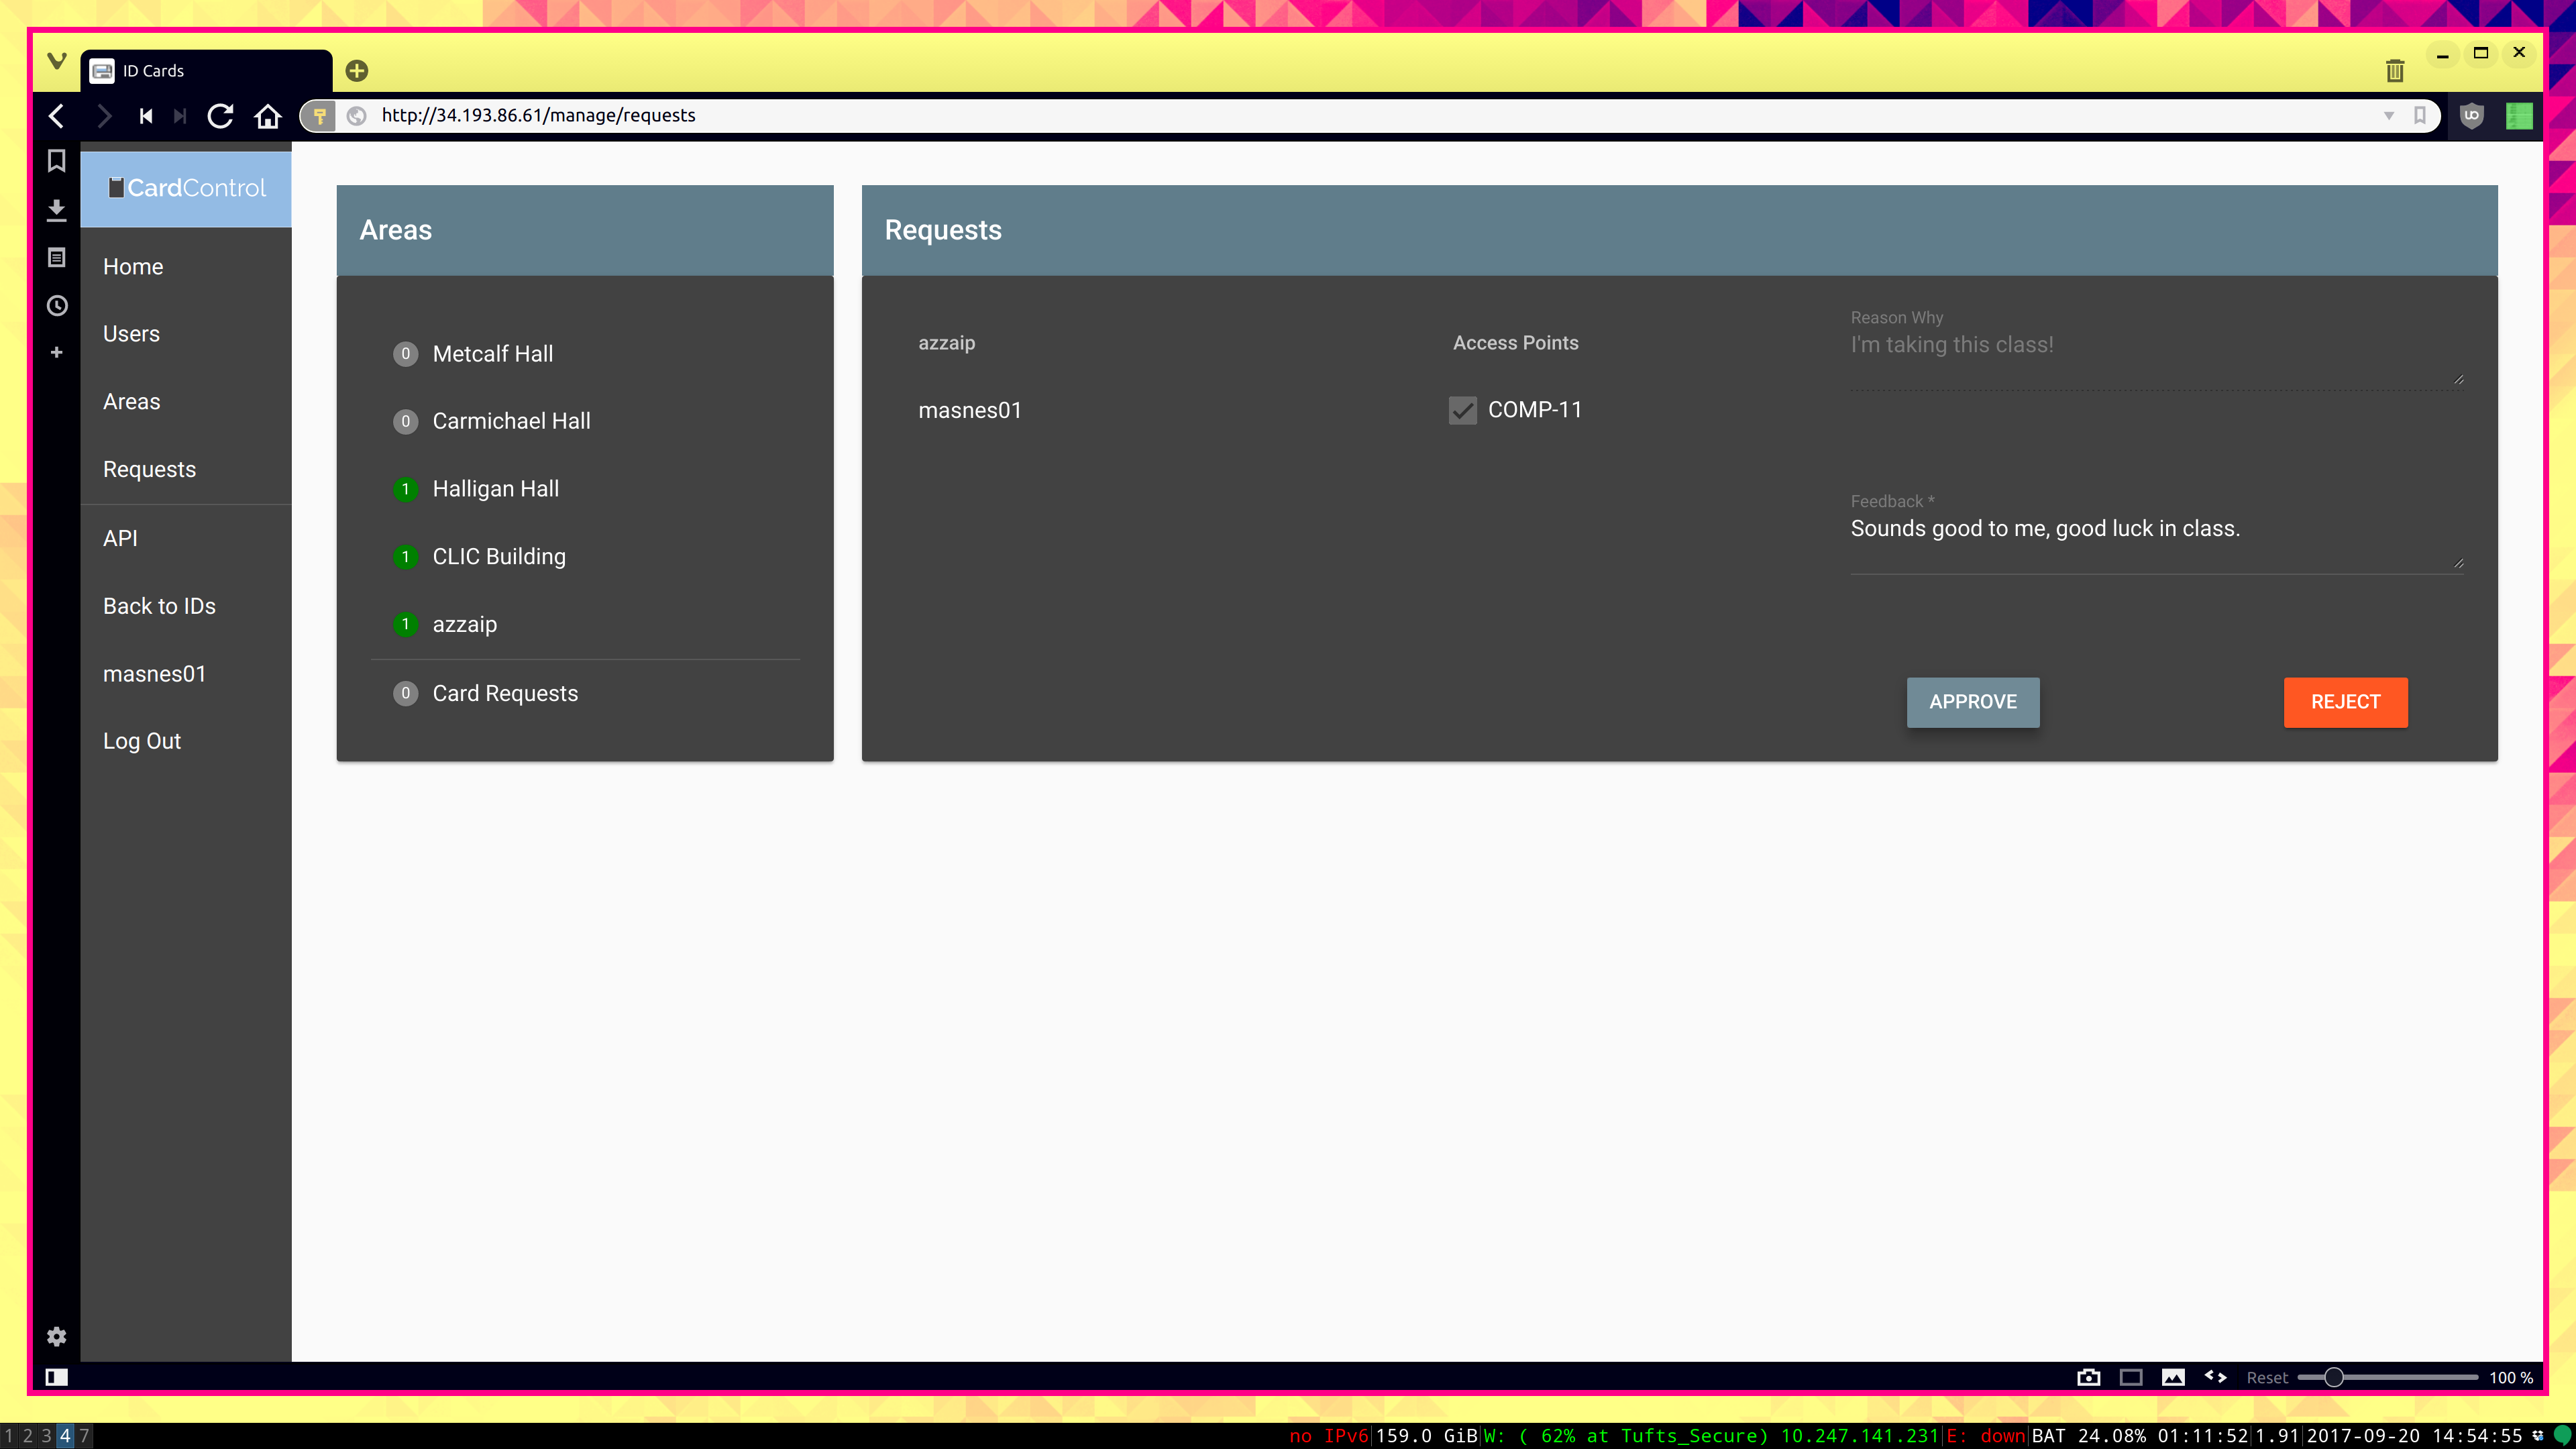 ID Cards
http://34.193.86.61/manage/requests
CardControl
Home
Users
Areas
Requests
API
Back to IDs
masnes01
Log Out
Areas
0 Metcalf Hall
0 Carmichael Hall
1 Halligan Hall
1 CLIC Building
1 azzaip
0 Card Requests
Requests
azzaip
masnes01
Access Points
COMP-11
Reason Why
I'm taking this class!
Feedback *
Sounds good to me, good luck in class.
APPROVE
REJECT
Reset 100 %
1 2 3 4 7
no IPv6|159.0 GiB|W: ( 62% at Tufts_Secure) 10.247.141.231|E: down|BAT 24.08% 01:11:52|1.91|2017-09-20 14:54:55